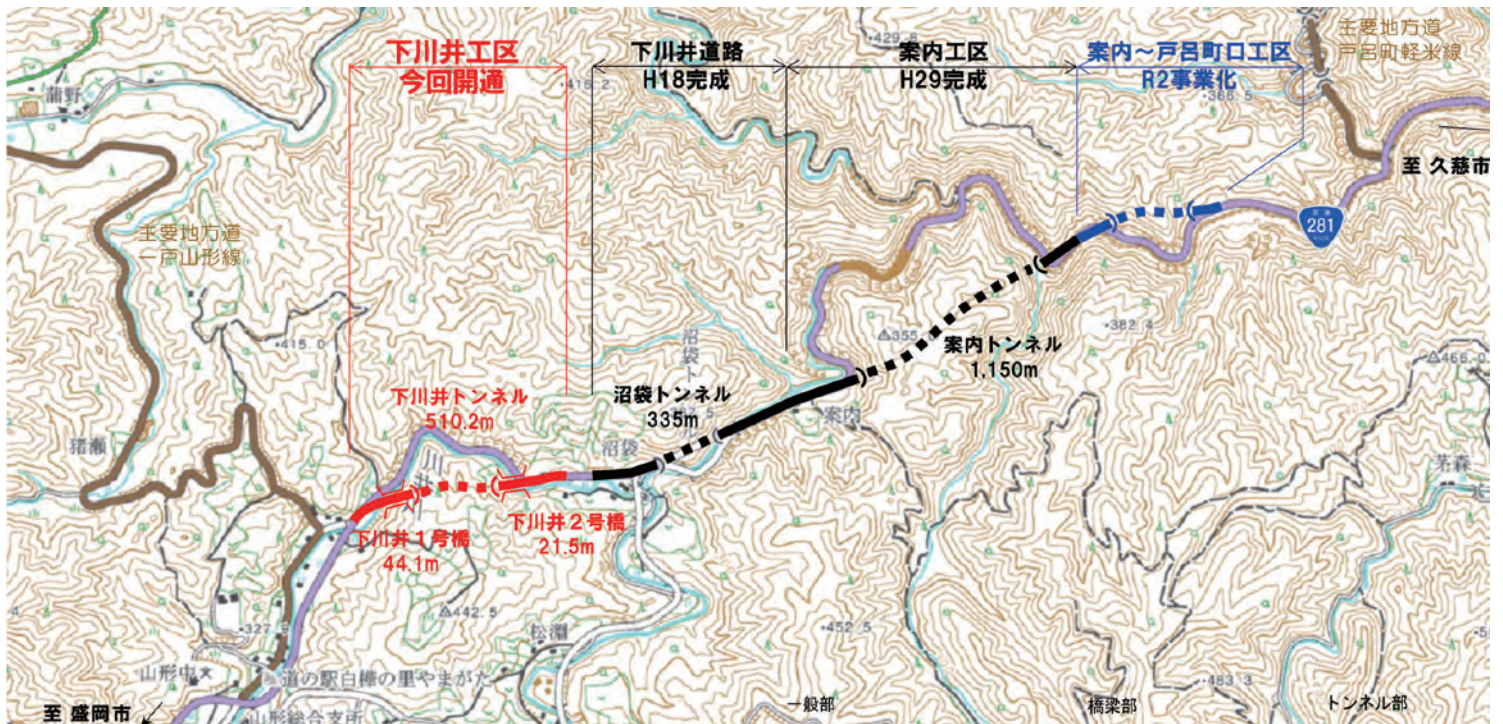 下川井工区
今回開通
下川井道路
H18完成
案内工区
H29完成
案内~戸呂町口工区
R2事業化
主要地方道
戸呂町軽米線
429.8
416.2
366.5
蒲野
至 久慈市
281
主要地方道
一戸山形線
415.0
382.4
466.0
案内トンネル
1,150m
下川井トンネル
510.2m
沼袋トンネル
335m
猪瀬
沼袋
案内
川井
茅森
下川井1号橋
44.1m
下川井2号橋
21.5m
442.5
452.5
松淵
山形中
道の駅白樺の里やまがた
山形総合支所
483.3
至 盛岡市
一般部
橋梁部
トンネル部